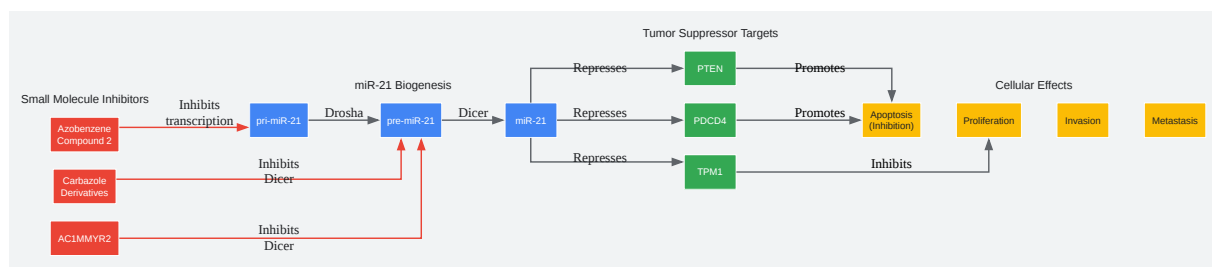 Tumor Suppressor Targets
miR-21 Biogenesis
Cellular Effects
Small Molecule Inhibitors
Azobenzene
Compound 2
Inhibits
transcription
pri-miR-21
Drosha
pre-miR-21
Dicer
miR-21
Represses
PTEN
Promotes
Represses
PDCD4
Promotes
Apoptosis
(Inhibition)
Proliferation
Invasion
Metastasis
Represses
TPM1
Inhibits
Carbazole
Derivatives
Inhibits
Dicer
AC1MMYR2
Inhibits
Dicer